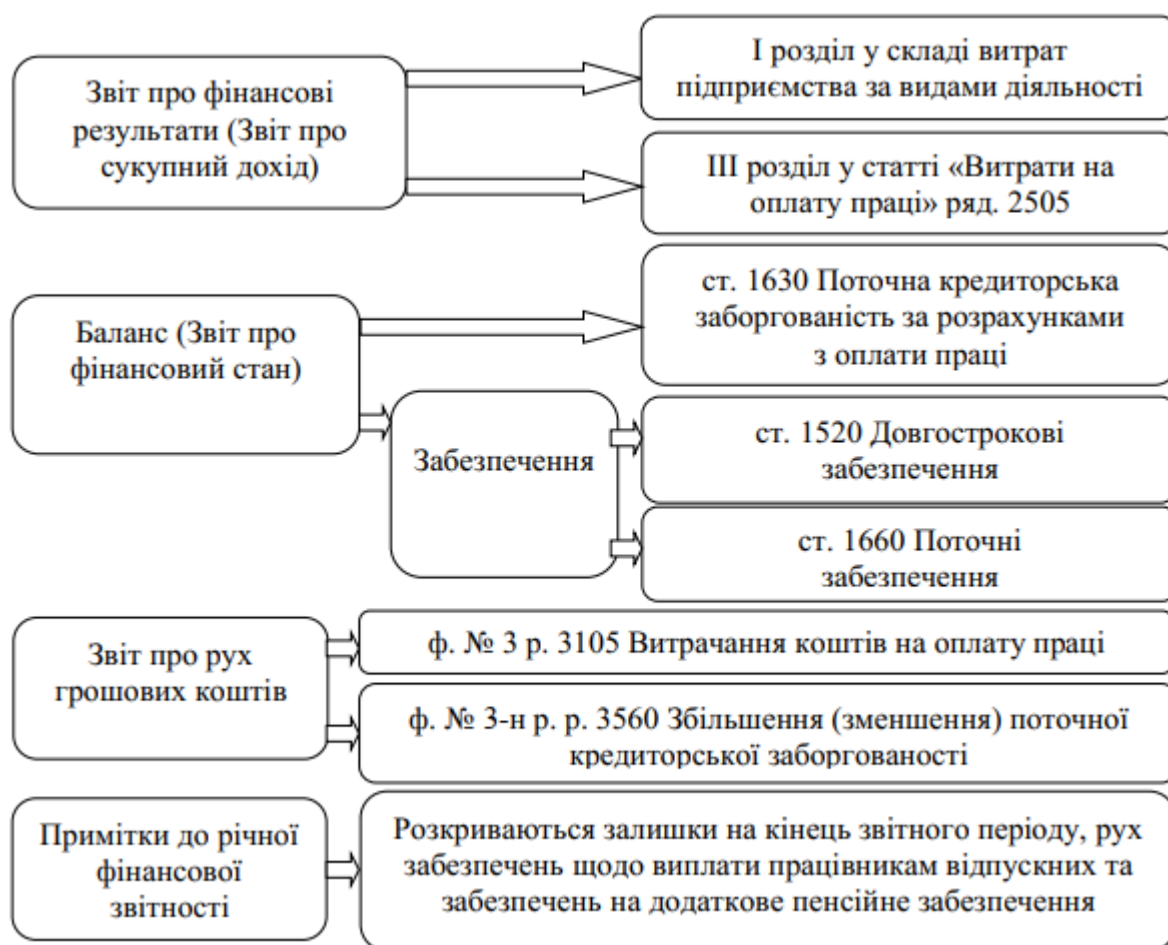 Звіт про фінансові
результати (Звіт про
сукупний дохід)
І розділ у складі витрат
підприємства за видами діяльності
ІІІ розділ у статті «Витрати на
оплату праці» ряд. 2505
Баланс (Звіт про
фінансовий стан)
ст. 1630 Поточна кредиторська
заборгованість за розрахунками
з оплати праці
Забезпечення
ст. 1520 Довгострокові
забезпечення
ст. 1660 Поточні
забезпечення
Звіт про рух
грошових коштів
ф. № 3 р. 3105 Витрачання коштів на оплату праці
ф. № 3-н р. р. 3560 Збільшення (зменшення) поточної
кредиторської заборгованості
Примітки до річної
фінансової
звітності
Розкриваються залишки на кінець звітного періоду, рух
забезпечень щодо виплати працівникам відпускних та
забезпечень на додаткове пенсійне забезпечення